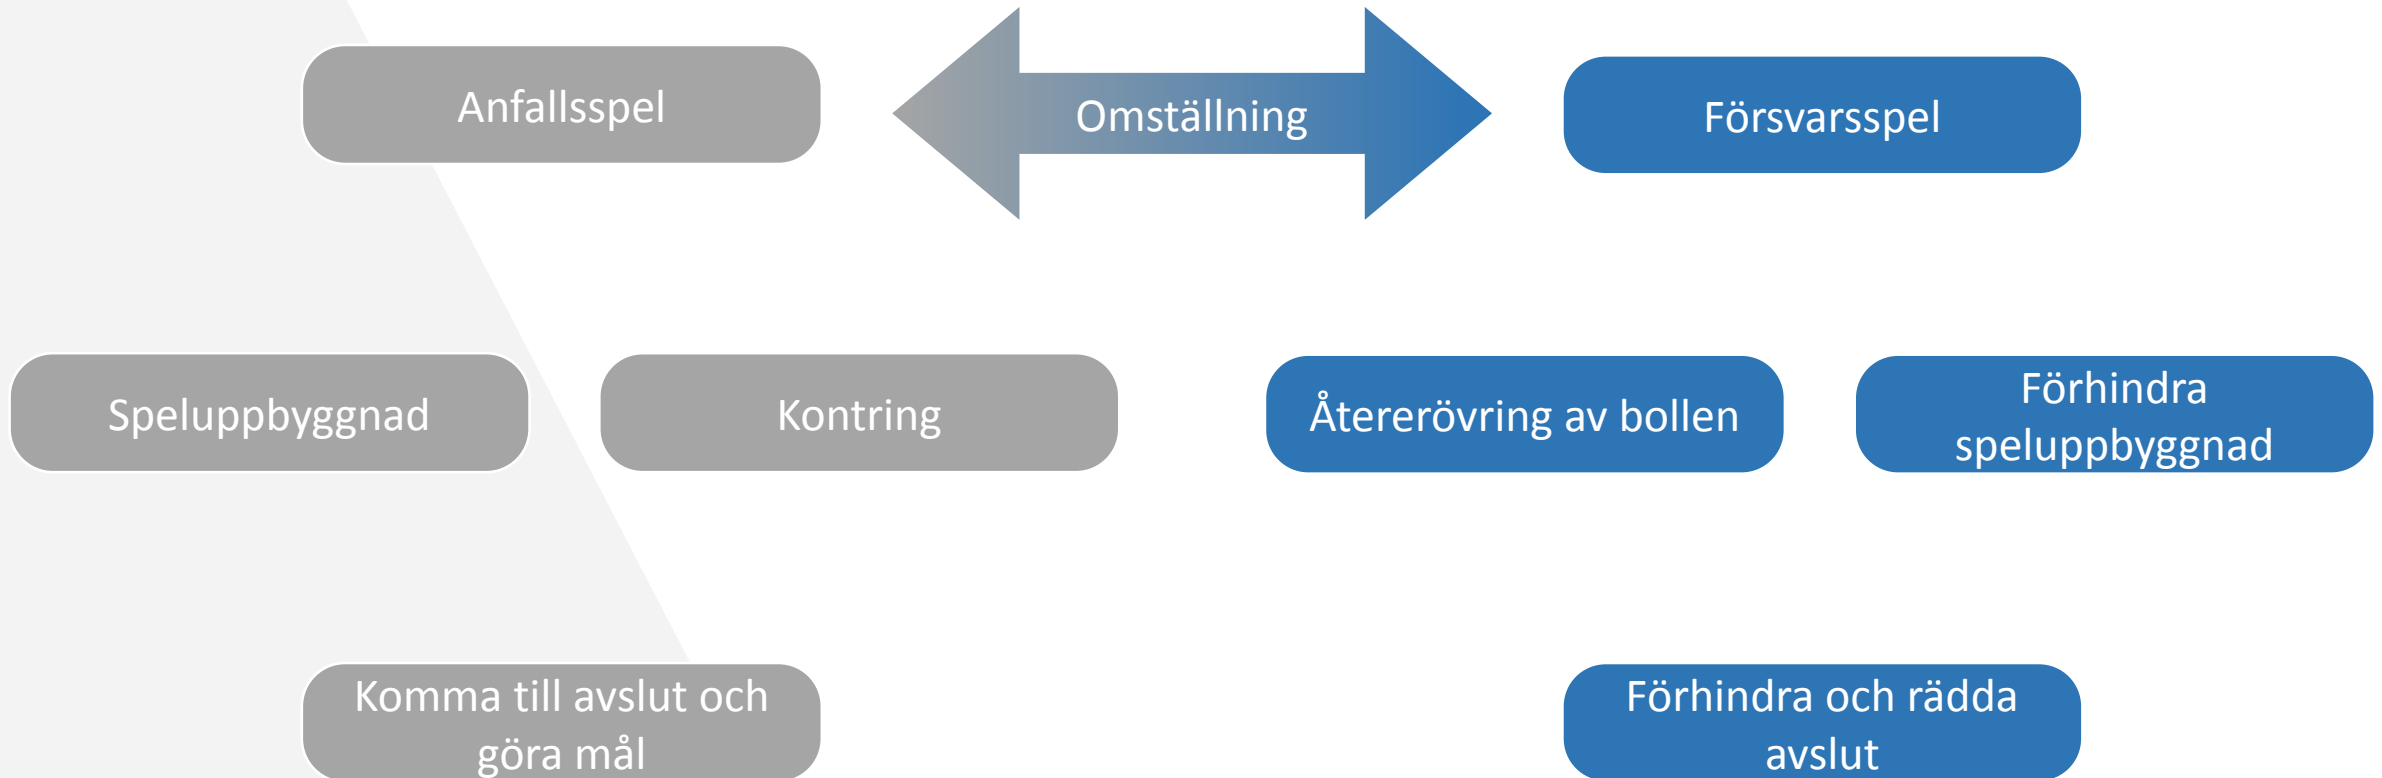 Anfallsspel
Omställning
Försvarsspel
Speluppbyggnad
Kontring
Återerövring av bollen
Förhindra
speluppbyggnad
Komma till avslut och
göra mål
Förhindra och rädda
avslut